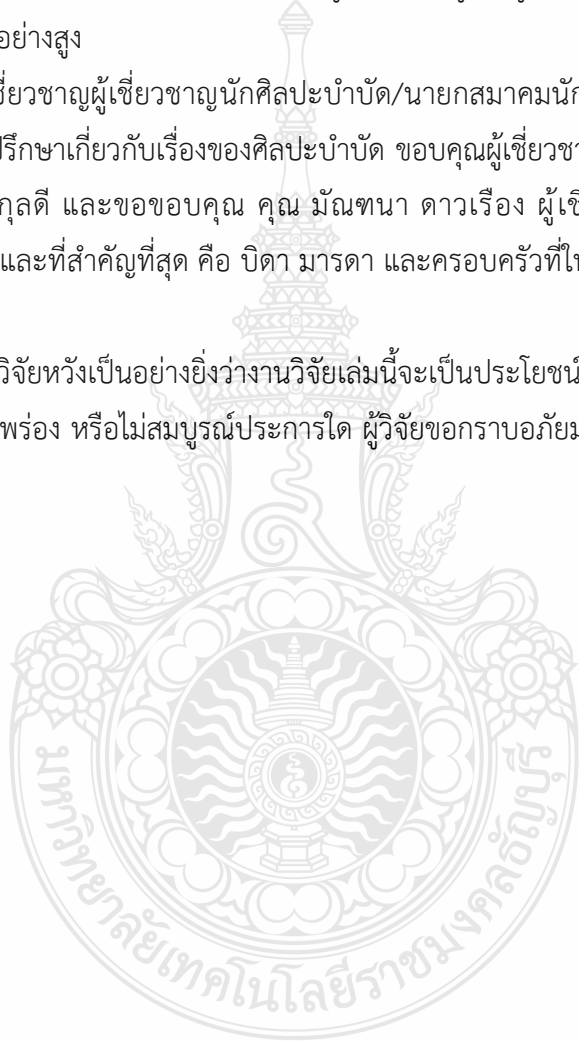 อย่างสูง
ชี่ยวชาญผู้เชี่ยวชาญนักศิลปะบำบัด/นายกสมาคมนัก
ปรึกษาเกี่ยวกับเรื่องของศิลปะบำบัด ขอบคุณผู้เชี่ยวชา
กุลดี และขอขอบคุณ คุณ มัณฑนา ดาวเรือง ผู้เชี
และที่สำคัญที่สุด คือ บิดา มารดา และครอบครัวที่ให
วิจัยหวังเป็นอย่างยิ่งว่างานวิจัยเล่มนี้จะเป็นประโยชน์
พร่อง หรือไม่สมบูรณ์ประการใด ผู้วิจัยขอกราบอภัยม
มหาวิทยาลัยเทคโนโลยีราชมงคลธัญบุรี